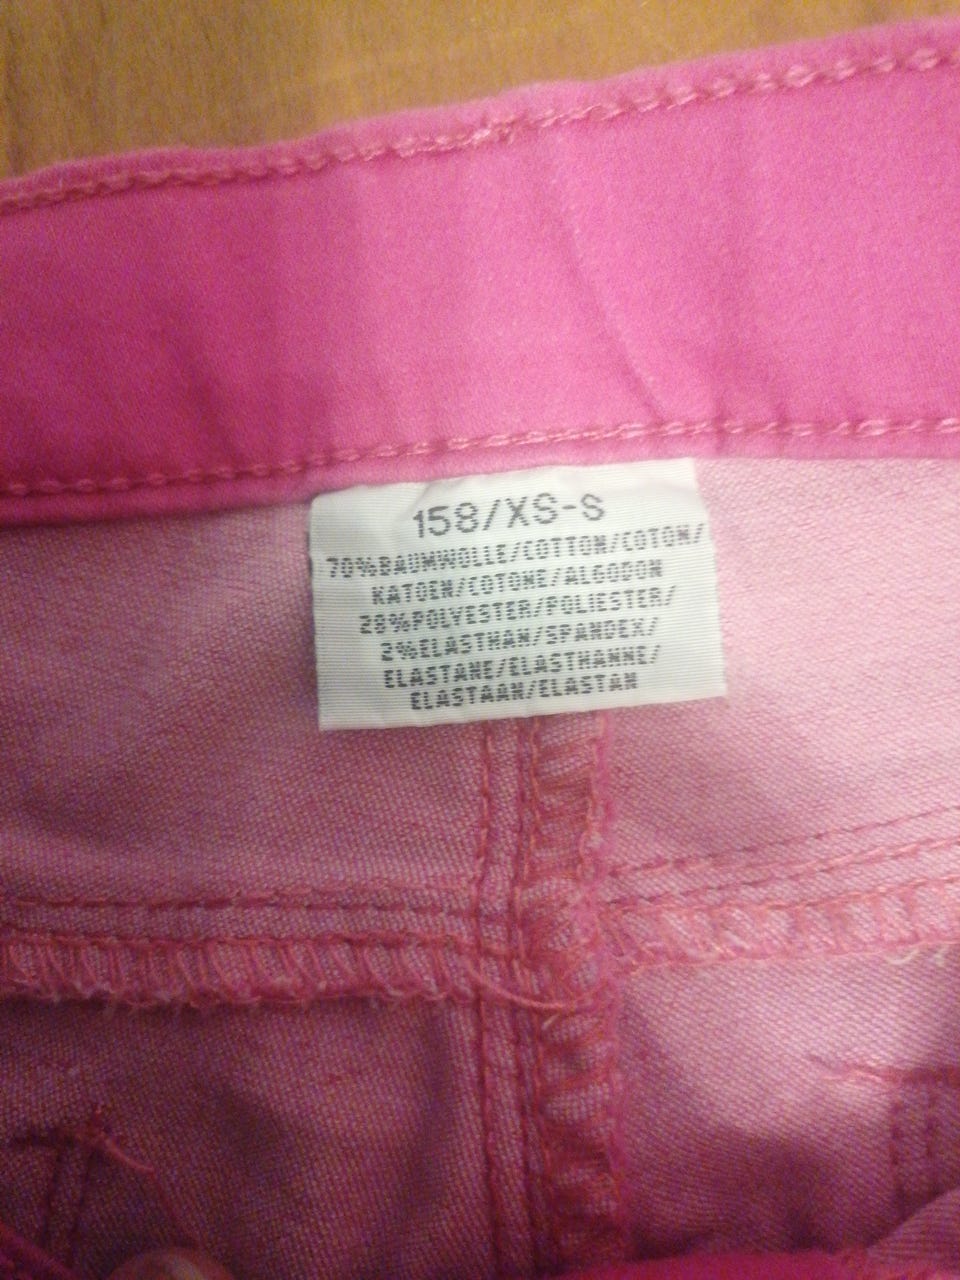 158/XS-S
70%BAUMWOLLE/COTTON/COTON/
KATOEN/COTONE/ALGODON
28%POLYESTER/POLIESTER/
2%ELASTHAN/SPANDEX/
ELASTANE/ELASTHANNE/
ELASTAAN/ELASTAN